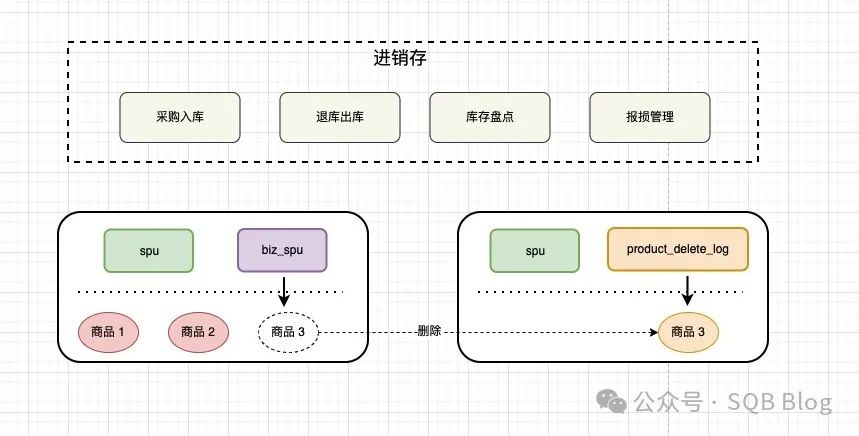 进销存
采购入库
退库出库
库存盘点
报损管理
spu
biz_spu
spu
product_delete_log
商品 1
商品 2
商品 3
删除
商品 3
公众号 · SQB Blog